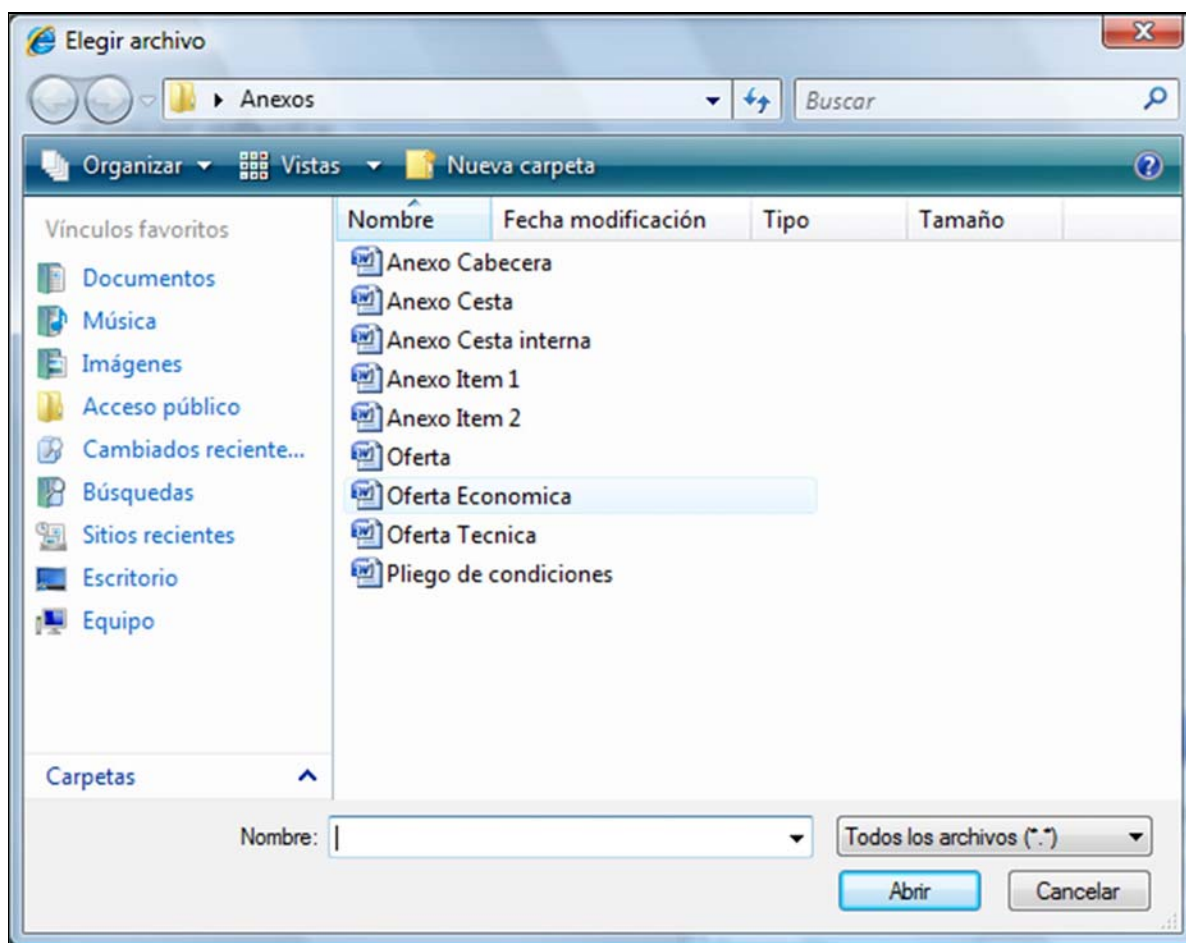 Elegir archivo
Anexos
Buscar
Organizar Vistas Nueva carpeta
Vínculos favoritos
Documentos
Música
Imágenes
Acceso público
Cambiados reciente...
Búsquedas
Sitios recientes
Escritorio
Equipo
Carpetas
Nombre Fecha modificación Tipo Tamaño
Anexo Cabecera
Anexo Cesta
Anexo Cesta interna
Anexo Item 1
Anexo Item 2
Oferta
Oferta Economica
Oferta Tecnica
Pliego de condiciones
Nombre:
Todos los archivos (*.*)
Abrir Cancelar